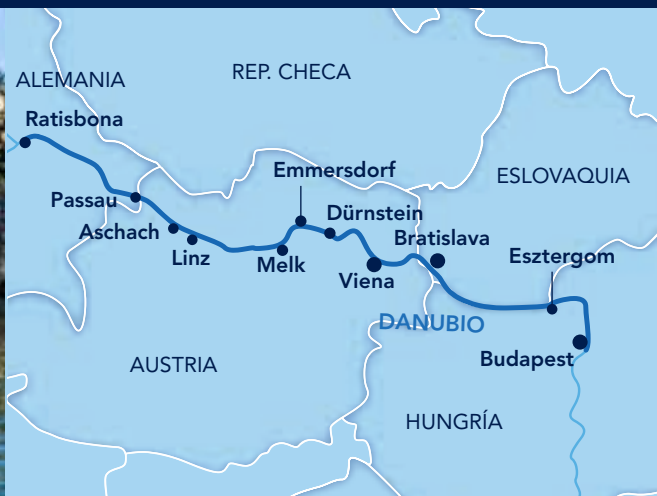 ALEMANIA
REP. CHECA
Ratisbona
Emmersdorf
ESLOVAQUIA
Passau
Dürnstein
Aschach
Bratislava
Linz
Melk
Viena
Esztergom
DANUBIO
Budapest
AUSTRIA
HUNGRÍA